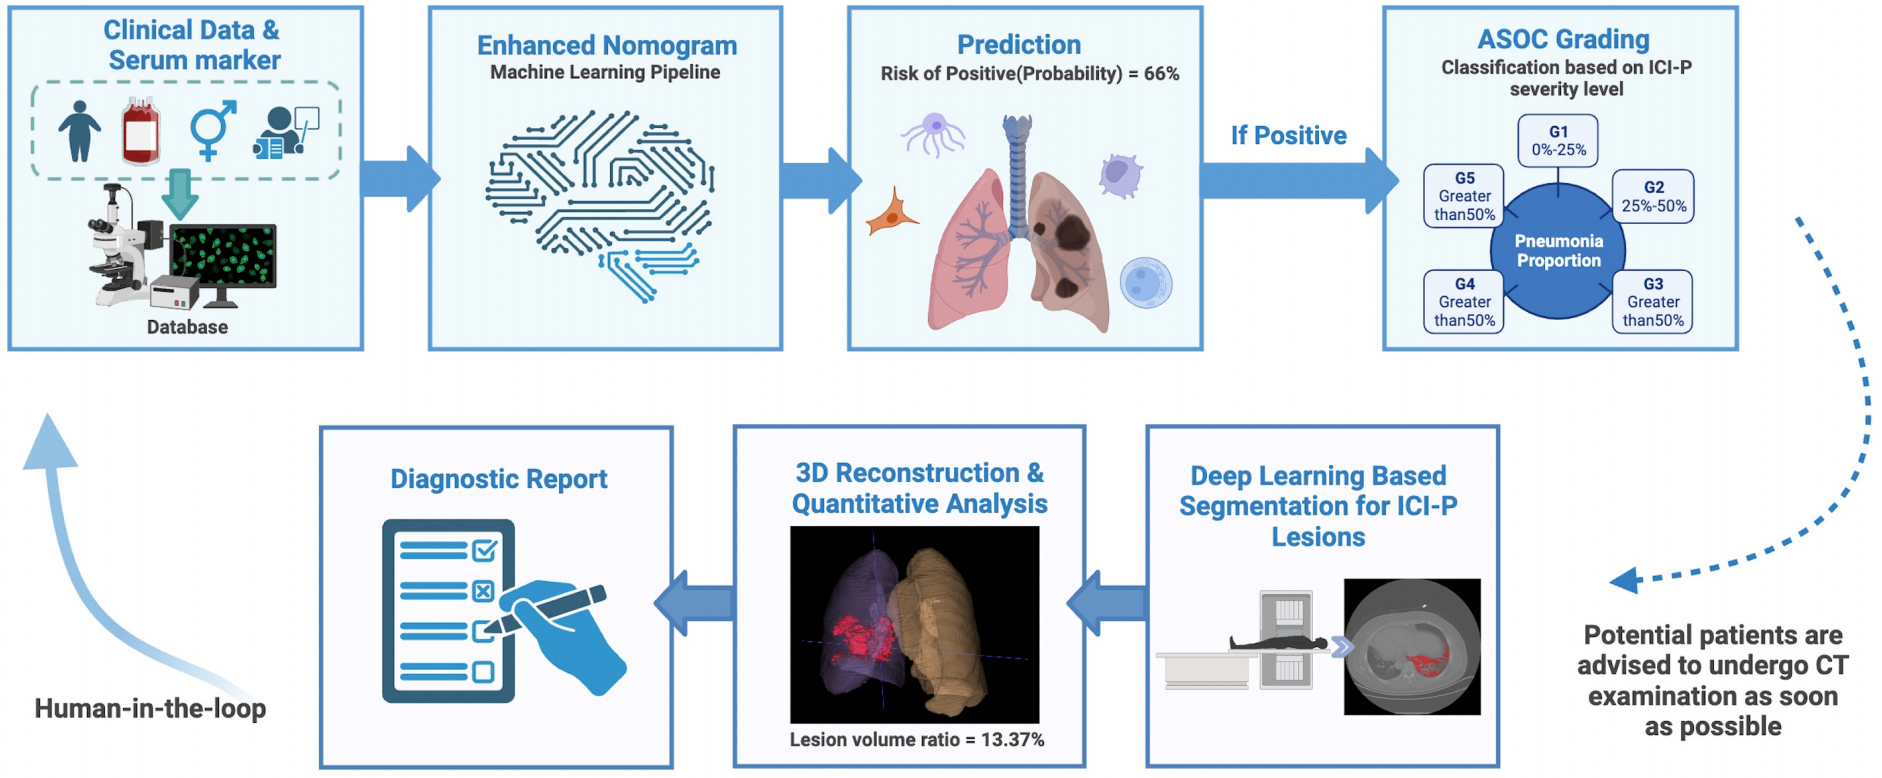 Clinical Data &
Serum marker
Database
Enhanced Nomogram
Machine Learning Pipeline
Prediction
Risk of Positive(Probability) = 66%
If Positive
ASOC Grading
Classification based on ICI-P
severity level
G1
0%-25%
G5
Greater
than50%
G2
25%-50%
Pneumonia
Proportion
G4
Greater
than50%
G3
Greater
than50%
Potential patients are
advised to undergo CT
examination as soon
as possible
Deep Learning Based
Segmentation for ICI-P
Lesions
3D Reconstruction &
Quantitative Analysis
Lesion volume ratio = 13.37%
Diagnostic Report
Human-in-the-loop